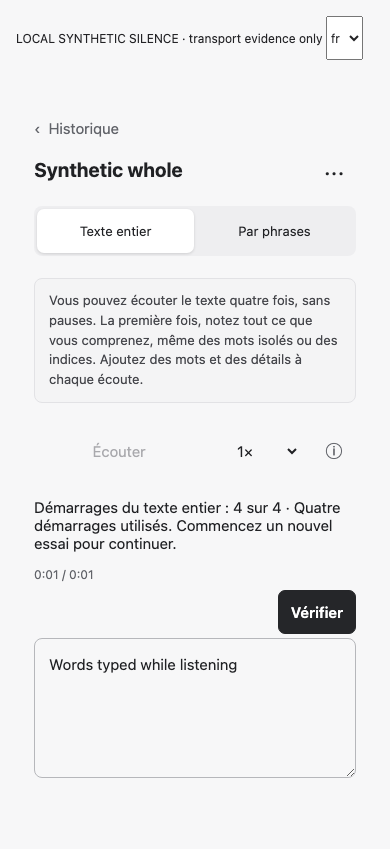 LOCAL SYNTHETIC SILENCE · transport evidence only fr
‹ Historique
Synthetic whole ...
Texte entier Par phrases
Vous pouvez écouter le texte quatre fois, sans
pauses. La première fois, notez tout ce que
vous comprenez, même des mots isolés ou des
indices. Ajoutez des mots et des détails à
chaque écoute.
Écouter 1× ⓘ
Démarrages du texte entier : 4 sur 4 · Quatre
démarrages utilisés. Commencez un nouvel
essai pour continuer.
0:01 / 0:01
Vérifier
Words typed while listening